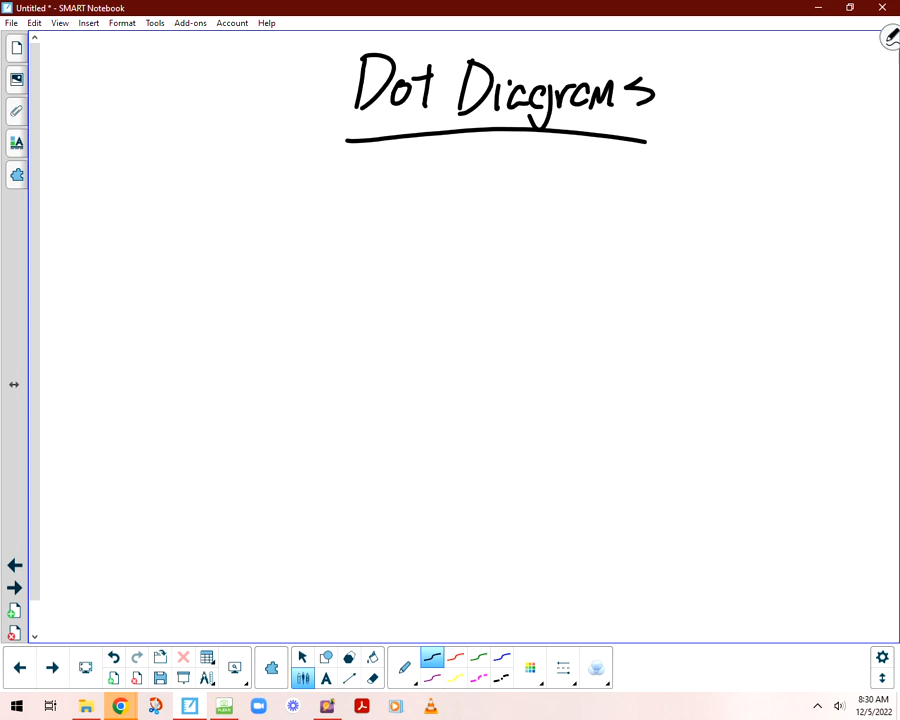 Untitled * - SMART Notebook
File Edit View Insert Format Tools Add-ons Account Help
Dot Diagrams
8:30 AM
12/5/2022